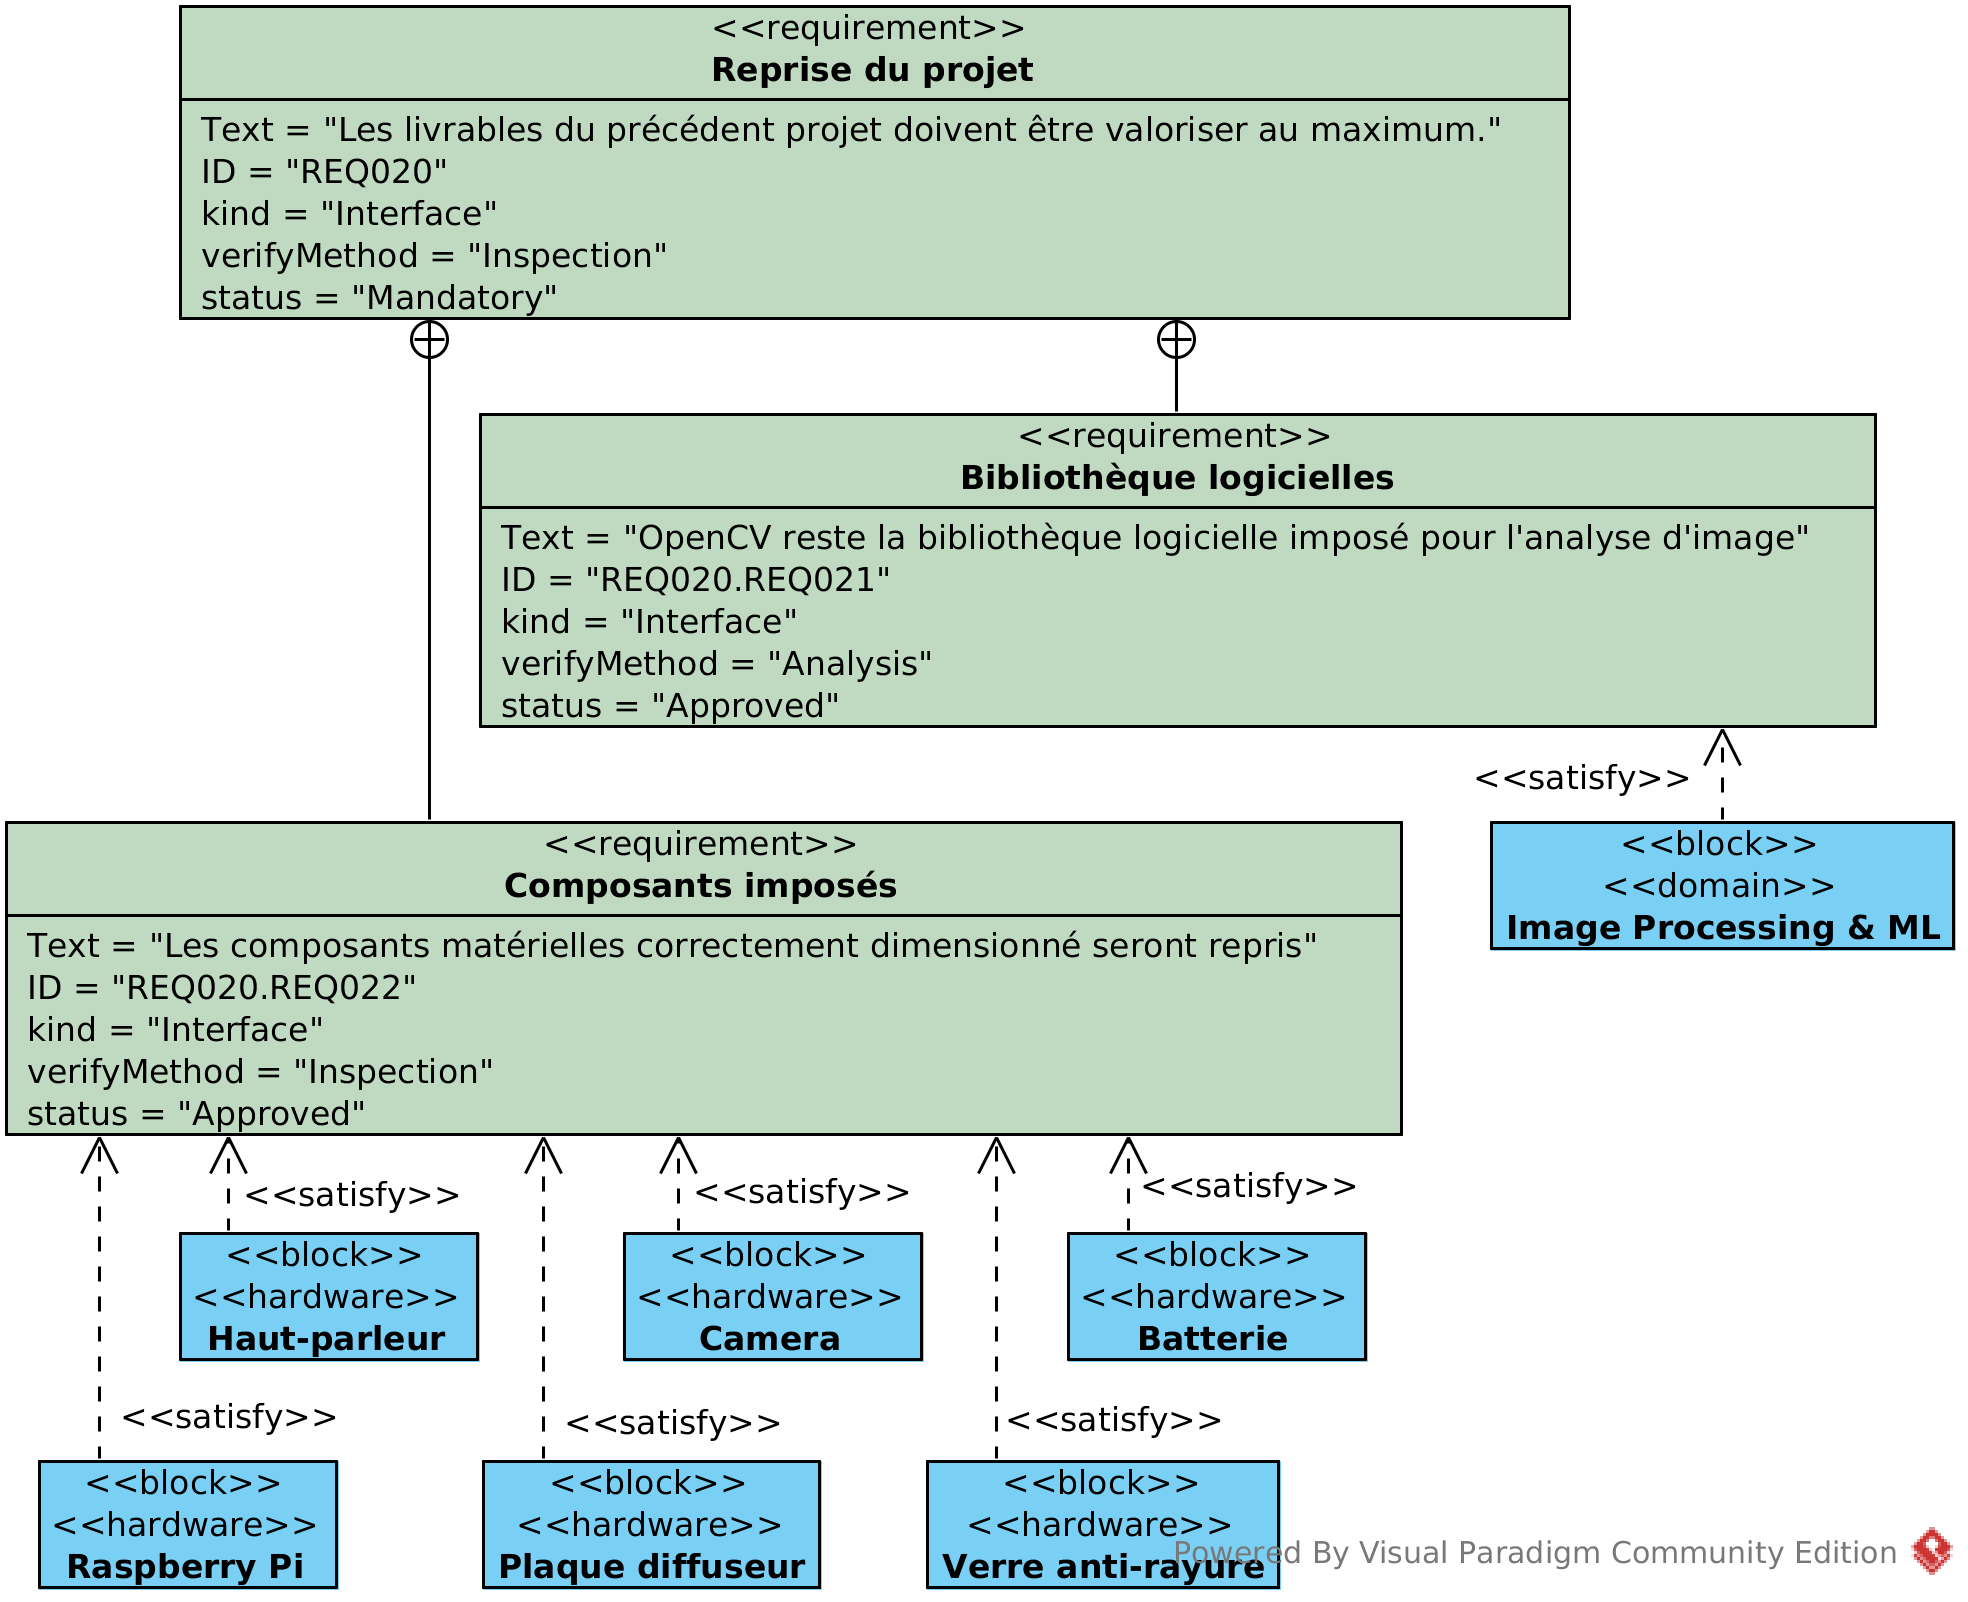 <<requirement>>
Reprise du projet
Text = "Les livrables du précédent projet doivent être valoriser au maximum."
ID = "REQ020"
kind = "Interface"
verifyMethod = "Inspection"
status = "Mandatory"
<<requirement>>
Bibliothèque logicielles
Text = "OpenCV reste la bibliothèque logicielle imposé pour l'analyse d'image"
ID = "REQ020.REQ021"
kind = "Interface"
verifyMethod = "Analysis"
status = "Approved"
<<satisfy>>
<<block>>
<<domain>>
Image Processing & ML
<<requirement>>
Composants imposés
Text = "Les composants matérielles correctement dimensionné seront repris"
ID = "REQ020.REQ022"
kind = "Interface"
verifyMethod = "Inspection"
status = "Approved"
<<satisfy>>
<<satisfy>>
<<satisfy>>
<<block>>
<<hardware>>
Haut-parleur
<<block>>
<<hardware>>
Camera
<<block>>
<<hardware>>
Batterie
<<satisfy>>
<<satisfy>>
<<satisfy>>
<<block>>
<<hardware>>
Raspberry Pi
<<block>>
<<hardware>>
Plaque diffuseur
<<block>>
<<hardware>>
Verre anti-rayure
Powered By Visual Paradigm Community Edition